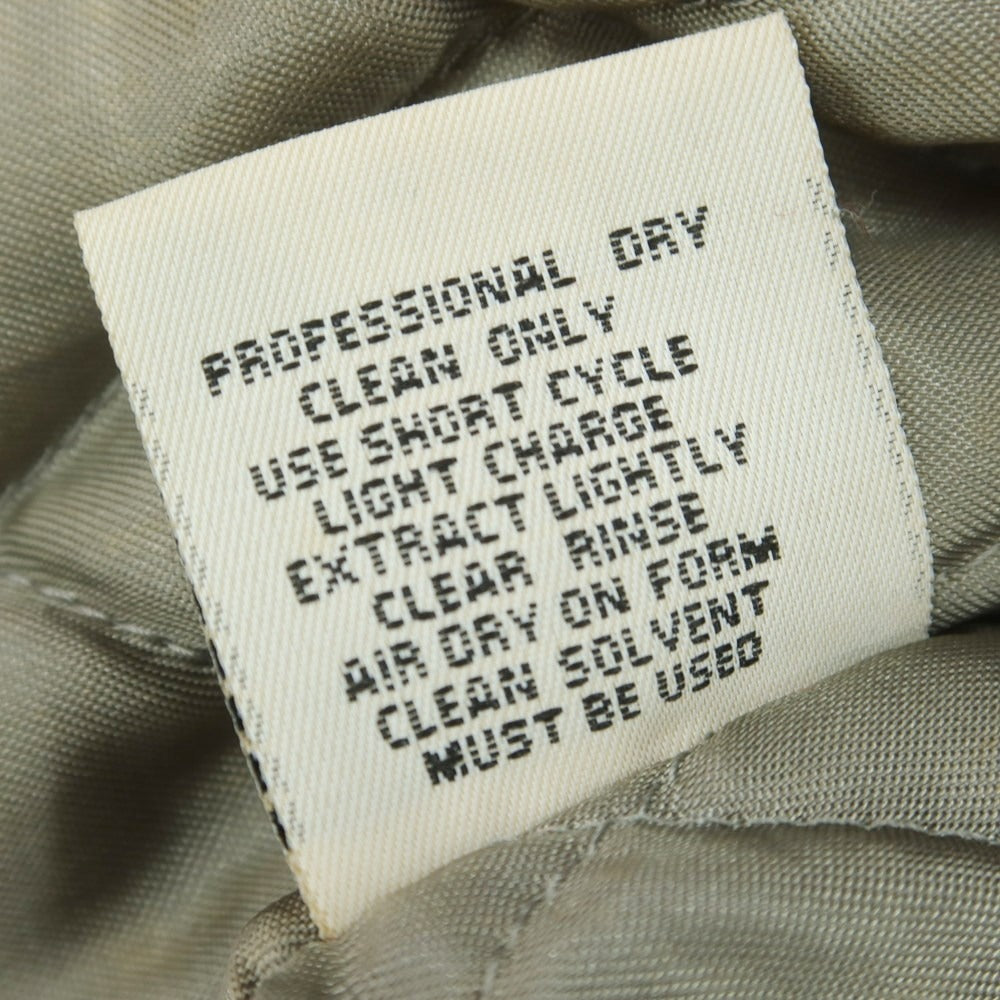 PROFESSIONAL DRY
CLEAN ONLY
USE SHORT CYCLE
LIGHT CHARGE
EXTRACT LIGHTLY
CLEAR RINSE
AIR DRY ON FORM
CLEAN SOLVENT
MUST BE USED